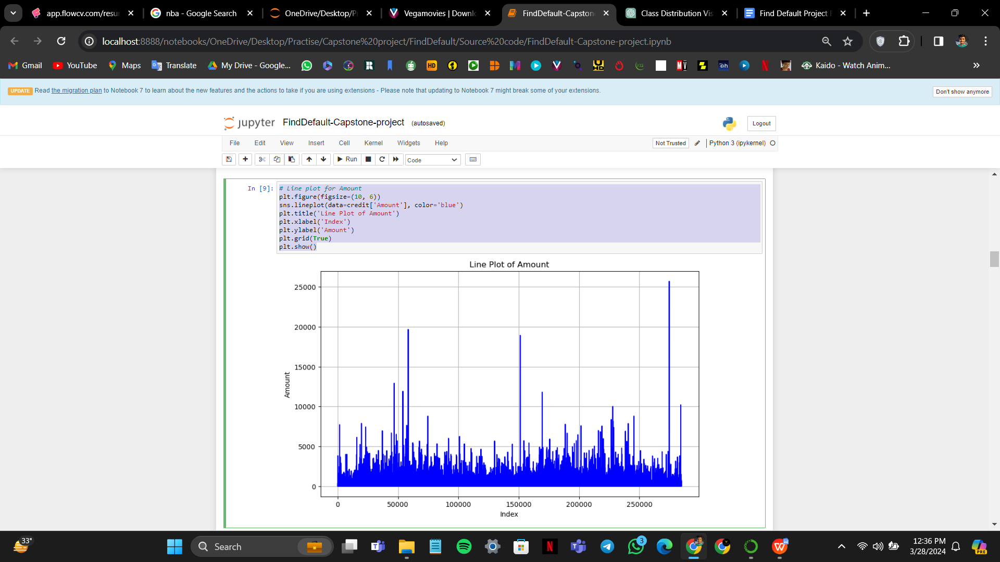 app.flowcv.com/resu
nba - Google Search
OneDrive/Desktop/P
Vegamovies | Downl
FindDefault-Capston
Class Distribution Vis
Find Default Project
localhost:8888/notebooks/OneDrive/Desktop/Practise/Capstone%20project/FindDefault/Source%20code/FindDefault-Capstone-project.ipynb
Gmail
YouTube
Maps
Translate
My Drive - Google...
Kaido - Watch Anim...
UPDATE Read the migration plan to Notebook 7 to learn about the new features and the actions to take if you are using extensions - Please note that updating to Notebook 7 might break some of your extensions.
Don't show anymore
jupyter FindDefault-Capstone-project (autosaved)
Logout
File Edit View Insert Cell Kernel Widgets Help
Not Trusted
Python 3 (ipykernel)
Run
Code
In [9]: # Line plot for Amount
plt.figure(figsize=(10, 6))
sns.lineplot(data=credit['Amount'], color='blue')
plt.title('Line Plot of Amount')
plt.xlabel('Index')
plt.ylabel('Amount')
plt.grid(True)
plt.show()
Line Plot of Amount
25000
20000
15000
10000
5000
0
Amount
0 50000 100000 150000 200000 250000
Index
33°
Search
3
12:36 PM
3/28/2024
PRE